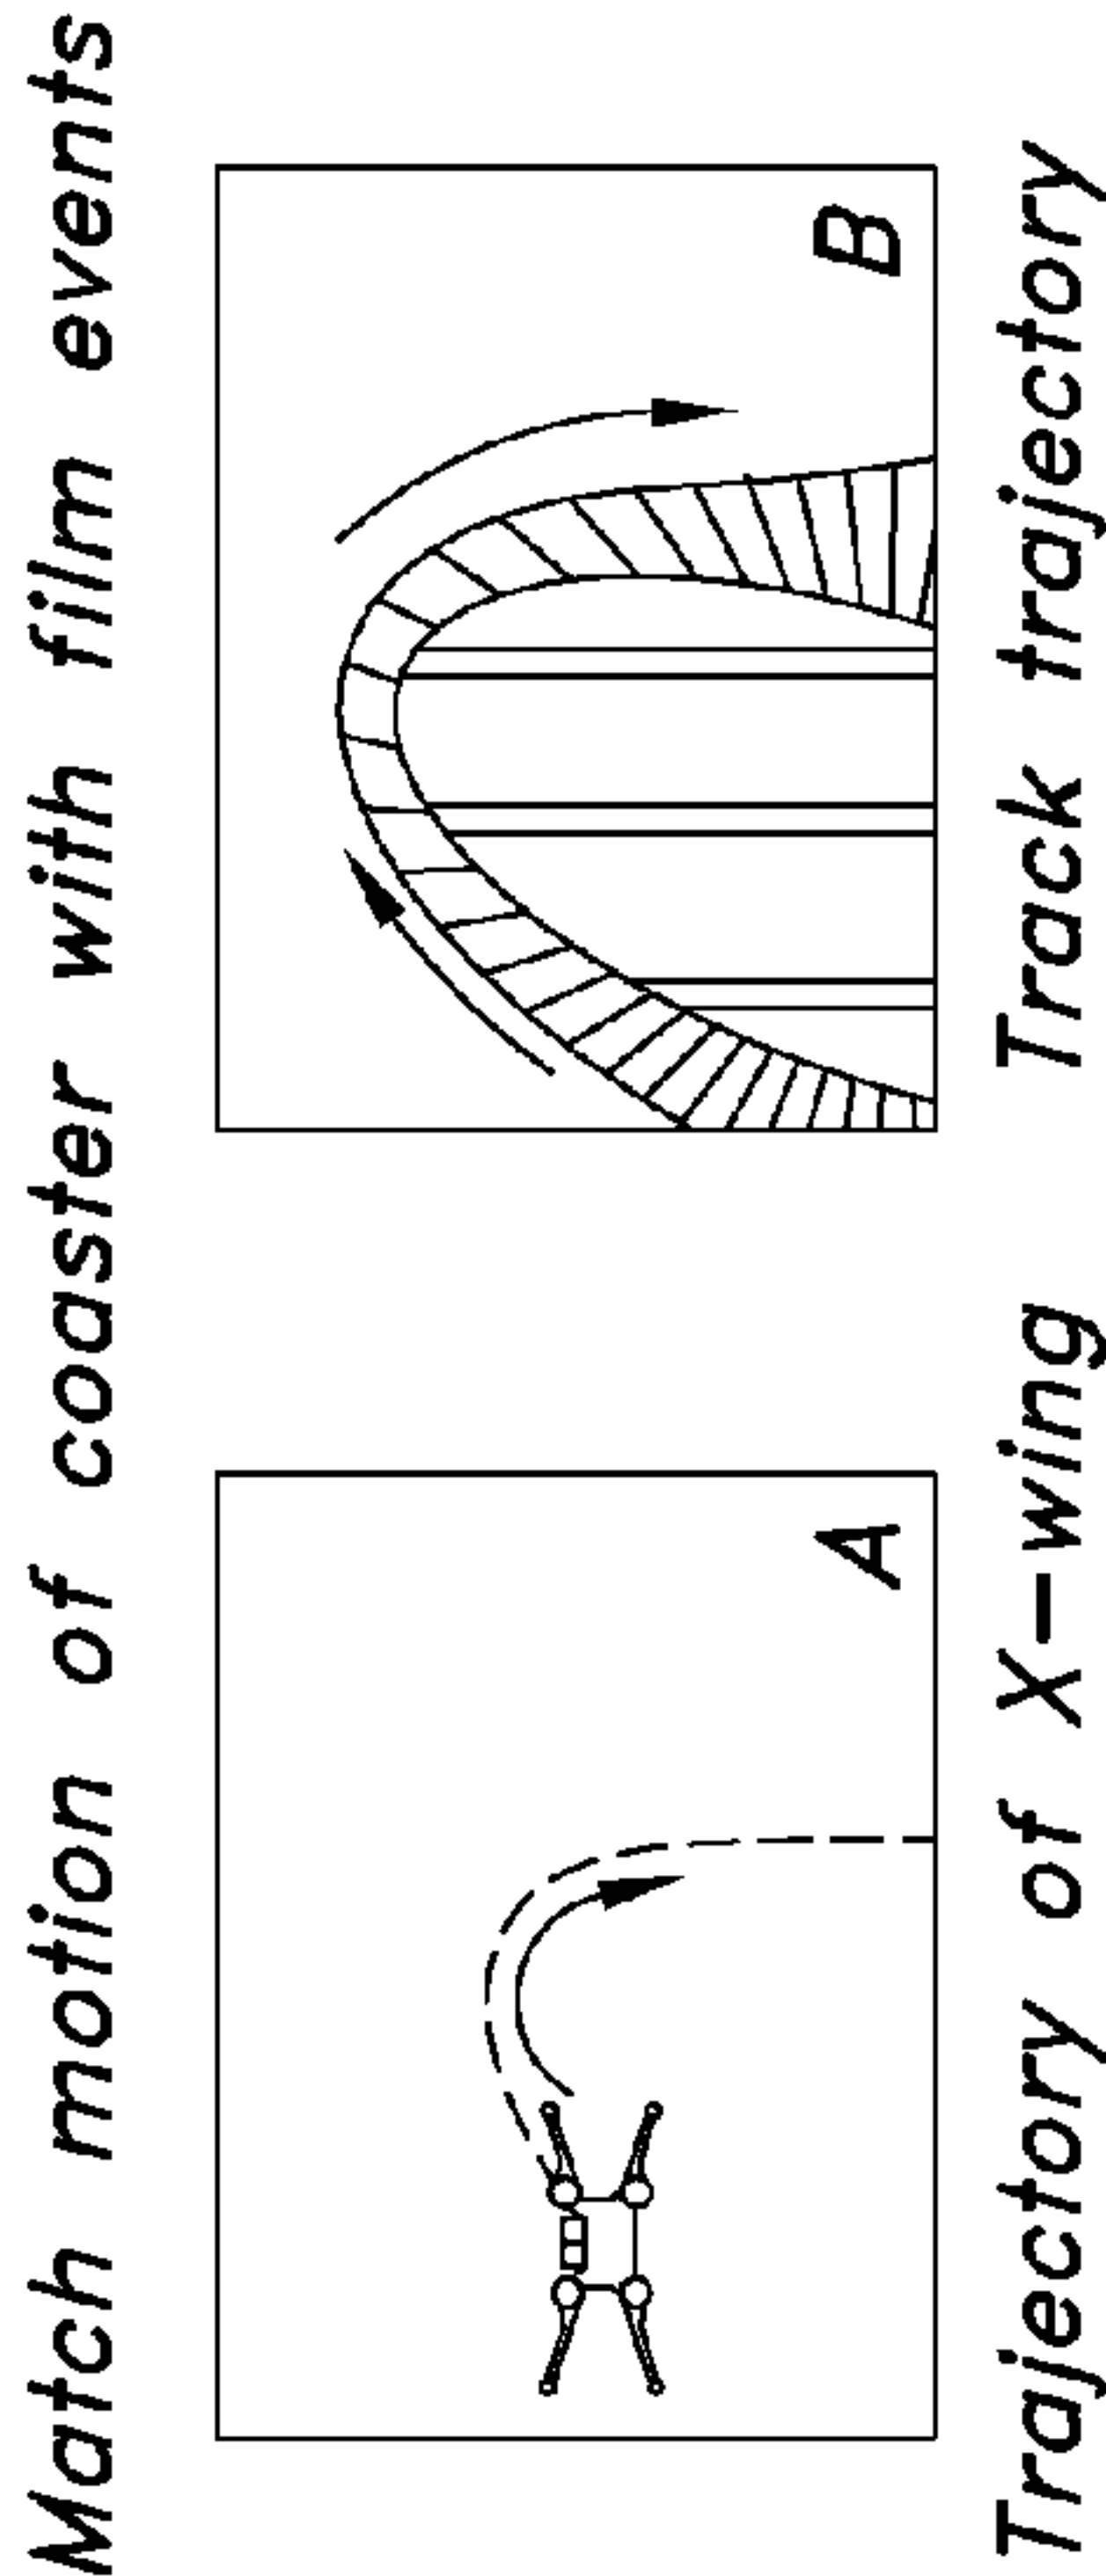 Match motion of coaster with film events
A
B
Trajectory of X-wing
Track trajectory